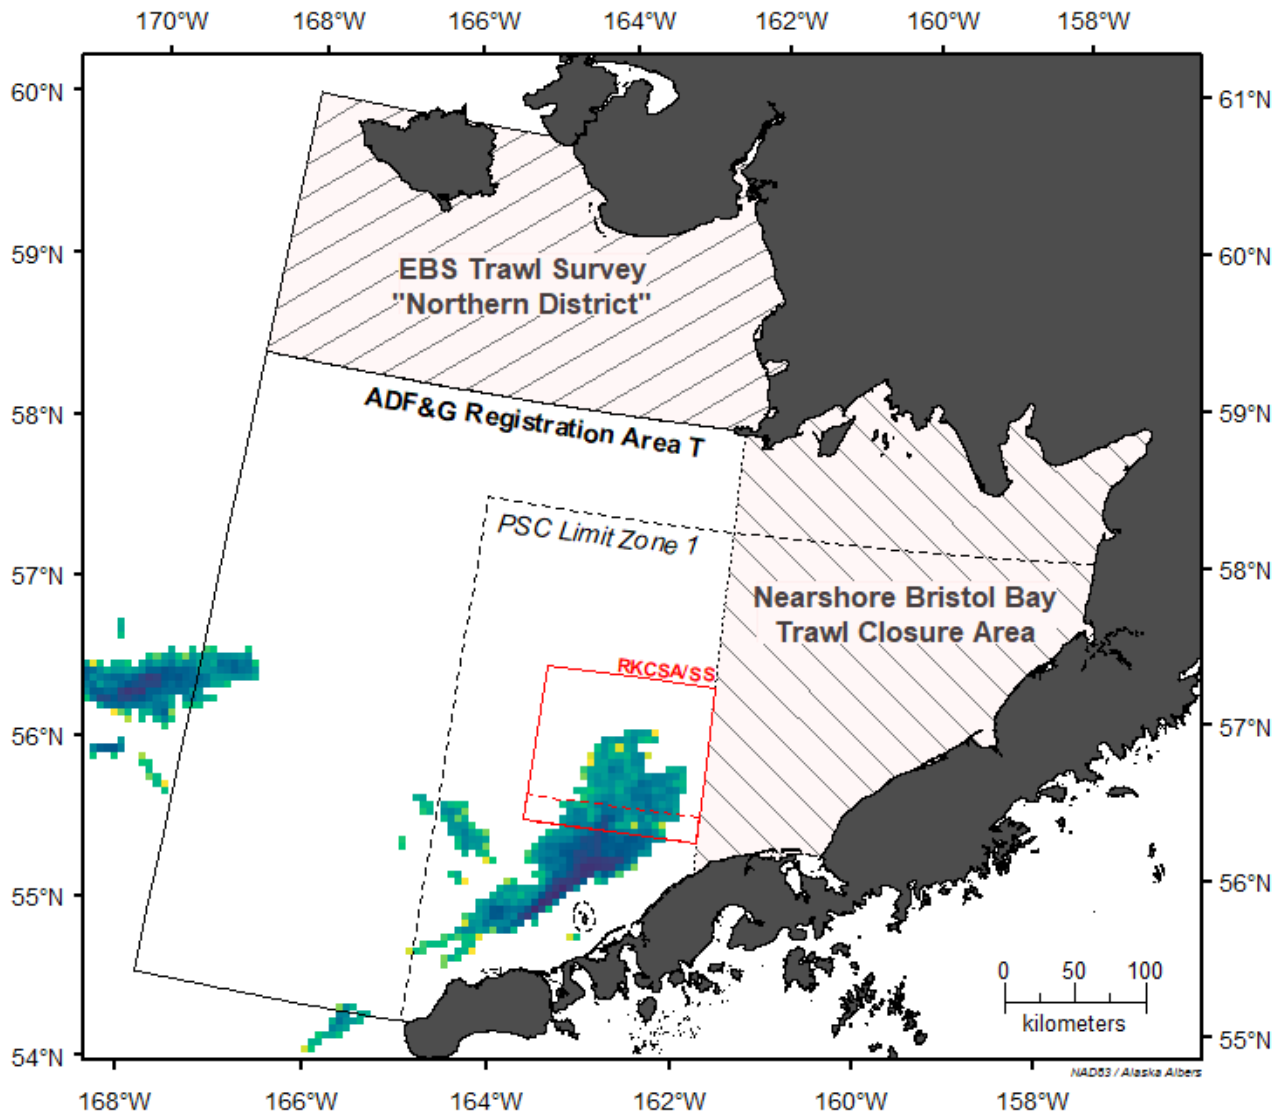 170°W 168°W 166°W 164°W 162°W 160°W 158°W
60°N
61°N
EBS Trawl Survey
"Northern District"
59°N
60°N
ADF&G Registration Area T
58°N
59°N
PSC Limit Zone 1
57°N
58°N
Nearshore Bristol Bay
Trawl Closure Area
RKCSA/SS
56°N
57°N
55°N
56°N
0 50 100
kilometers
54°N
55°N
NAD83 / Alaska Albers
168°W 166°W 164°W 162°W 160°W 158°W